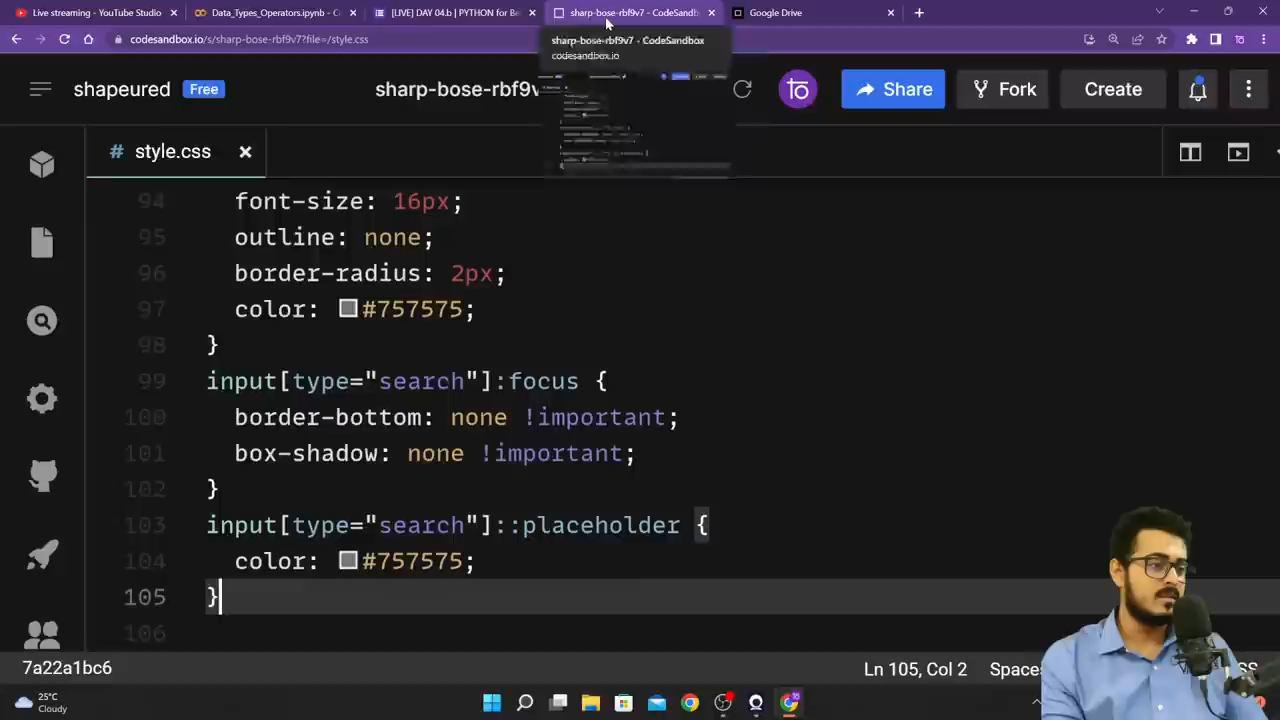 Live streaming - YouTube Studio
Data_Types_Operators.ipynb - Co
[LIVE] DAY 04.b | PYTHON for Be
sharp-bose-rbf9v7 - CodeSandb
Google Drive
codesandbox.io/s/sharp-bose-rbf9v7?file=/style.css
sharp-bose-rbf9v7 - CodeSandbox
codesandbox.io
shapeured
Free
sharp-bose-rbf9v
Share
Fork
Create
# style.css
94 font-size: 16px;
95 outline: none;
96 border-radius: 2px;
97 color: #757575;
98 }
99 input[type="search"]:focus {
100 border-bottom: none !important;
101 box-shadow: none !important;
102 }
103 input[type="search"]::placeholder {
104 color: #757575;
105 }
106
7a22a1bc6
Ln 105, Col 2
Spaces
SS
25°C
Cloudy